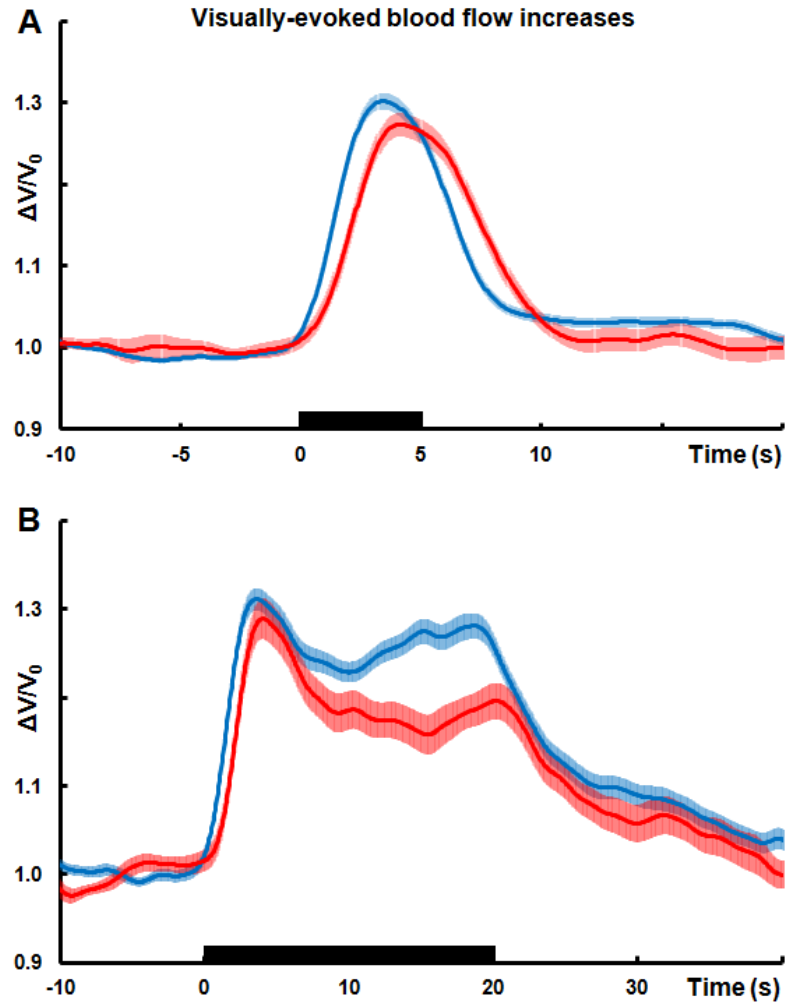 A
Visually-evoked blood flow increases
ΔV/V0
1.3
1.1
1.0
0.9
-10 -5 0 5 10 Time (s)
B
ΔV/V0
1.3
1.1
1.0
0.9
-10 0 10 20 30 Time (s)